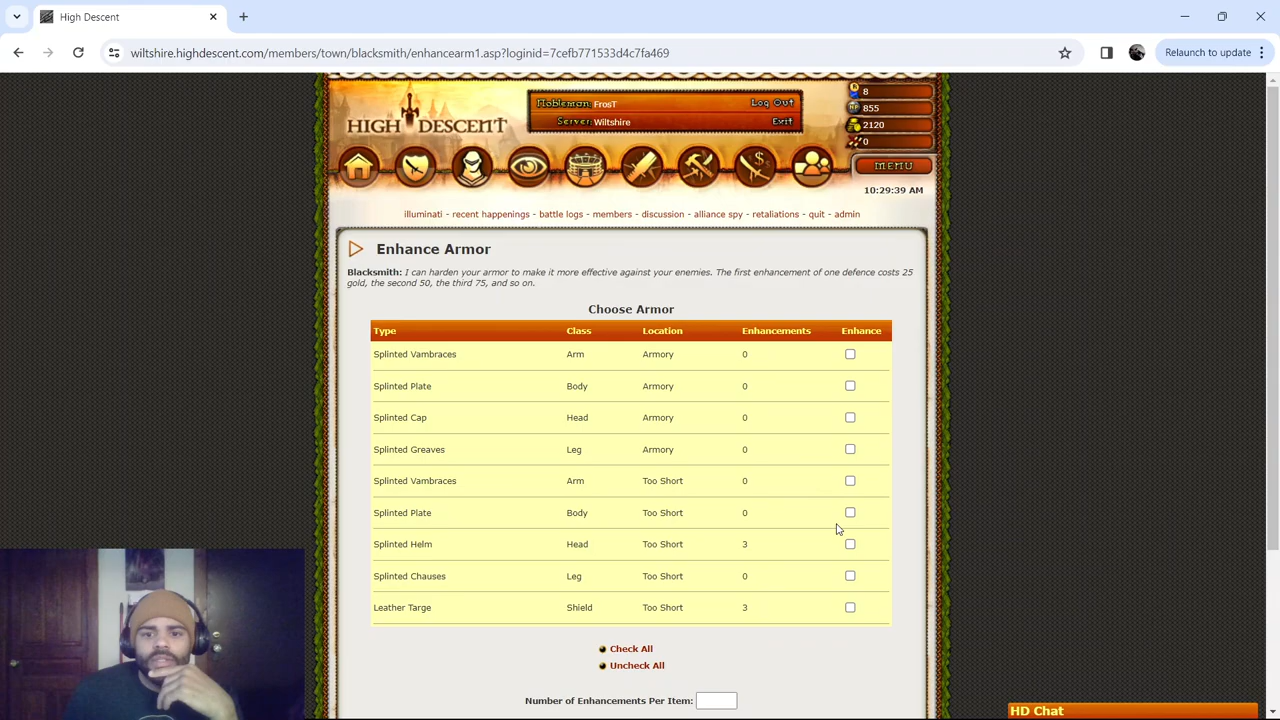 High Descent
wiltshire.highdescent.com/members/town/blacksmith/enhancearm1.asp?loginid=7cefb771533d4c7fa469
Relaunch to update
HIGH DESCENT
Nobleman: FrosT
Log Out
Server: Wiltshire
Exit
8
HP 855
2120
0
MENU
10:29:39 AM
illuminati - recent happenings - battle logs - members - discussion - alliance spy - retaliations - quit - admin
Enhance Armor
Blacksmith: I can harden your armor to make it more effective against your enemies. The first enhancement of one defence costs 25
gold, the second 50, the third 75, and so on.
Choose Armor
Type Class Location Enhancements Enhance
Splinted Vambraces Arm Armory 0
Splinted Plate Body Armory 0
Splinted Cap Head Armory 0
Splinted Greaves Leg Armory 0
Splinted Vambraces Arm Too Short 0
Splinted Plate Body Too Short 0
Splinted Helm Head Too Short 3
Splinted Chauses Leg Too Short 0
Leather Targe Shield Too Short 3
Check All
Uncheck All
Number of Enhancements Per Item:
HD Chat